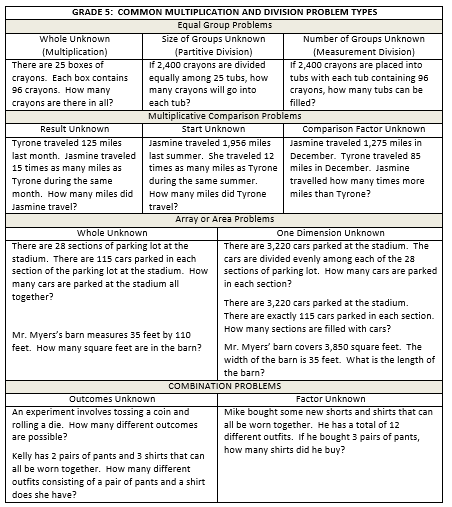 GRADE 5: COMMON MULTIPLICATION AND DIVISION PROBLEM TYPES
Equal Group Problems
Whole Unknown
(Multiplication)
Size of Groups Unknown
(Partitive Division)
Number of Groups Unknown
(Measurement Division)
There are 25 boxes of
crayons. Each box contains
96 crayons. How many
crayons are there in all?
If 2,400 crayons are divided
equally among 25 tubs, how
many crayons will go into
each tub?
If 2,400 crayons are placed into
tubs with each tub containing 96
crayons, how many tubs can be
filled?
Multiplicative Comparison Problems
Result Unknown
Start Unknown
Comparison Factor Unknown
Tyrone traveled 125 miles
last month. Jasmine traveled
15 times as many miles as
Tyrone during the same
month. How many miles did
Jasmine travel?
Jasmine traveled 1,956 miles
last summer. She traveled 12
times as many miles as Tyrone
during the same summer.
How many miles did Tyrone
travel?
Jasmine traveled 1,275 miles in
December. Tyrone traveled 85
miles in December. Jasmine
travelled how many times more
miles than Tyrone?
Array or Area Problems
Whole Unknown
One Dimension Unknown
There are 28 sections of parking lot at the
stadium. There are 115 cars parked in each
section of the parking lot at the stadium. How
many cars are parked at the stadium all
together?
Mr. Myers's barn measures 35 feet by 110
feet. How many square feet are in the barn?
There are 3,220 cars parked at the stadium. The
cars are divided evenly among each of the 28
sections of parking lot. How many cars are parked
in each section?
There are 3,220 cars parked at the stadium.
There are exactly 115 cars parked in each section.
How many sections are filled with cars?
Mr. Myers' barn covers 3,850 square feet. The
width of the barn is 35 feet. What is the length of
the barn?
COMBINATION PROBLEMS
Outcomes Unknown
Factor Unknown
An experiment involves tossing a coin and
rolling a die. How many different outcomes
are possible?
Kelly has 2 pairs of pants and 3 shirts that can
all be worn together. How many different
outfits consisting of a pair of pants and a shirt
does she have?
Mike bought some new shorts and shirts that can
all be worn together. He has a total of 12
different outfits. If he bought 3 pairs of pants,
how many shirts did he buy?